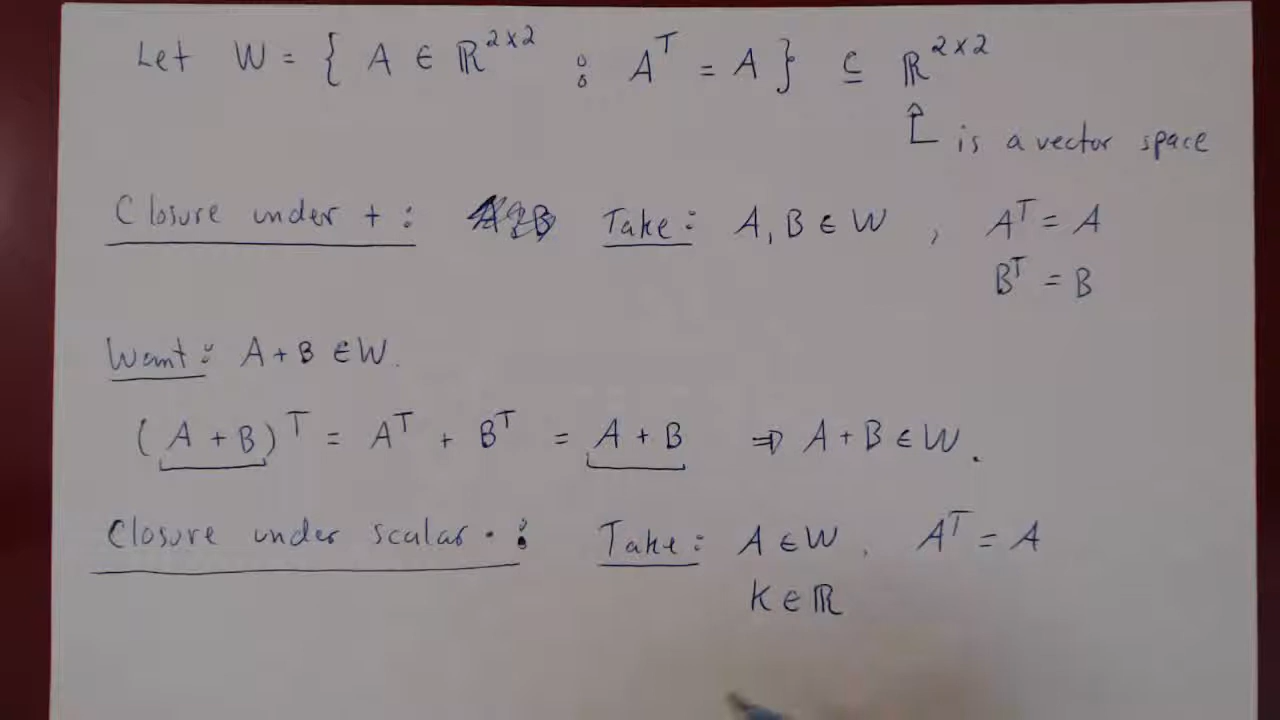 Let W = { A ∈ ℝ^{2×2} : A^T = A } ⊆ ℝ^{2×2}
is a vector space
Closure under + : Take: A, B ∈ W , A^T = A
B^T = B
Want: A + B ∈ W.
(A + B)^T = A^T + B^T = A + B ⇒ A + B ∈ W.
Closure under scalar · : Take: A ∈ W , A^T = A
K ∈ ℝ